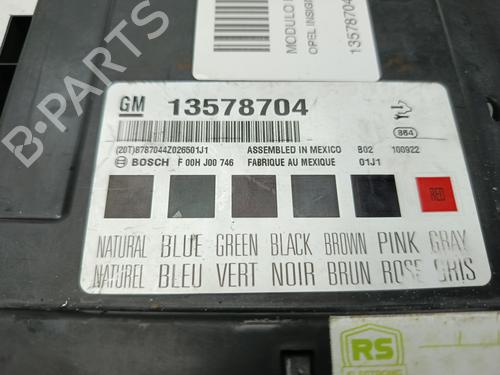 MODULO
OPEL INSIG
13578704
GM 13578704
(20T)8787044Z026501J1 ASSEMBLED IN MEXICO B02 100922
864
BOSCH F 00H J00 746 FABRIQUE AU MEXIQUE 01J1
RED
NATURAL BLUE GREEN BLACK BROWN PINK GRAY
NATUREL BLEU VERT NOIR BRUN ROSE GRIS
B-PARTS
RS